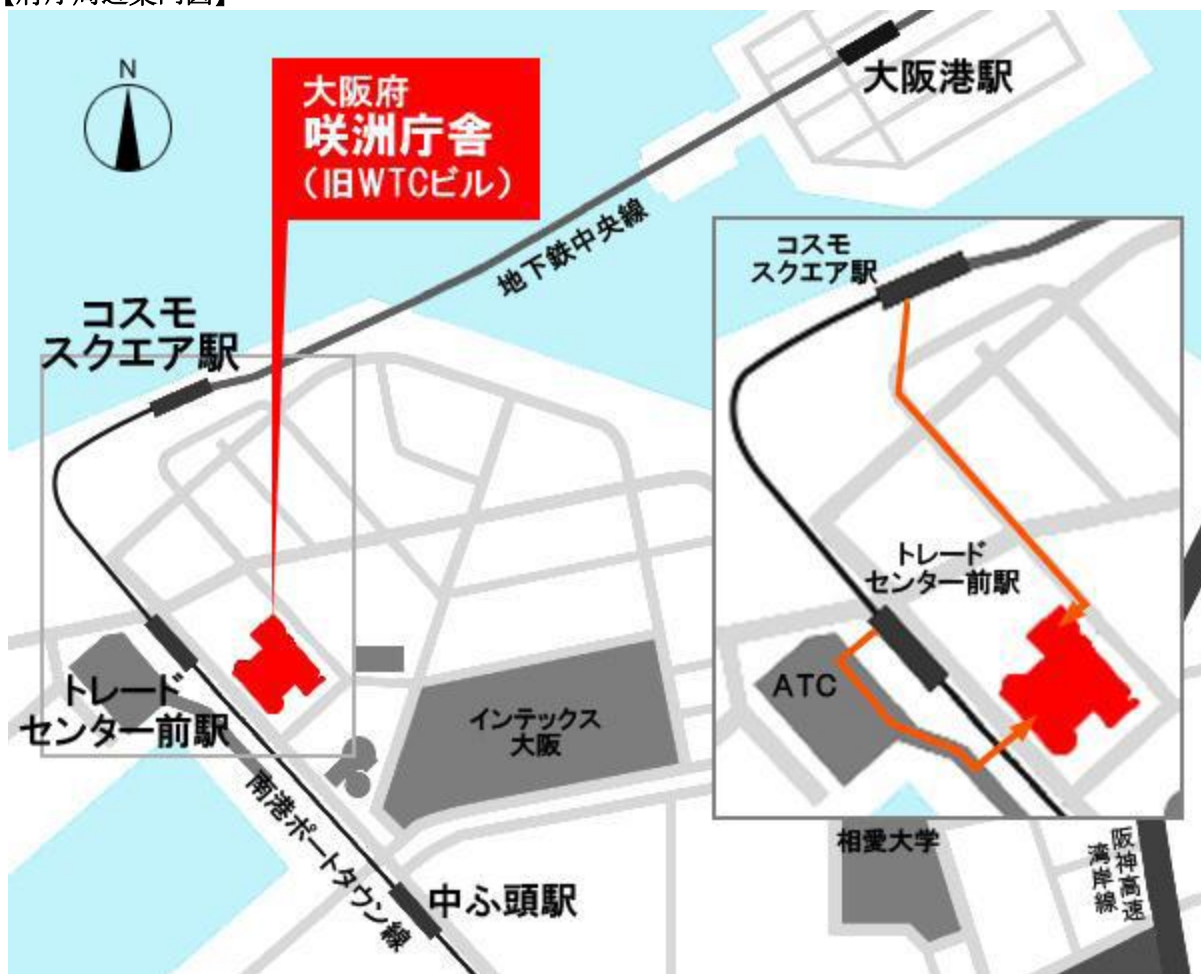 【府庁周辺案内図】
N
大阪府
咲洲庁舎
（旧WTCビル）
大阪港駅
地下鉄中央線
コスモ
スクエア駅
トレード
センター前駅
インテックス
大阪
南港ポートタウン線
中ふ頭駅
コスモ
スクエア駅
トレード
センター前駅
ATC
相愛大学
阪神高速
湾岸線